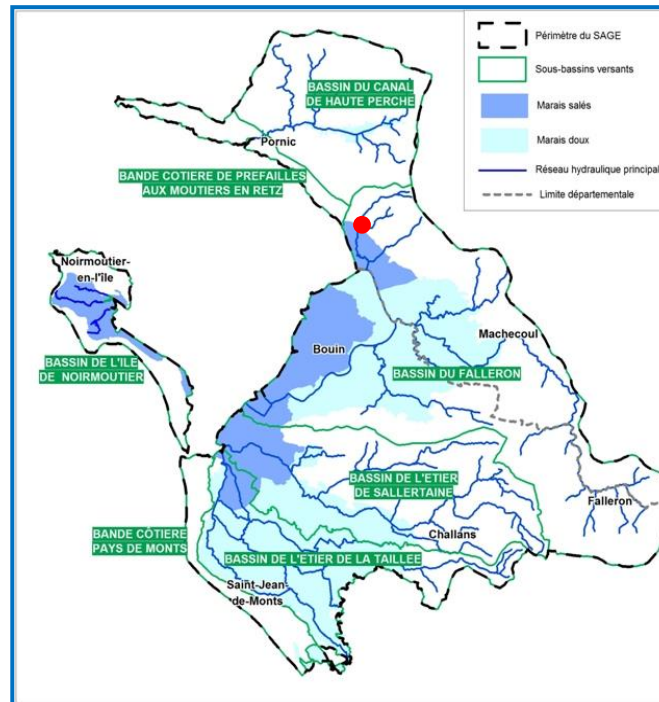 Périmètre du SAGE
Sous-bassins versants
Marais salés
Marais doux
Réseau hydraulique principal
Limite départementale
BASSIN DU CANAL
DE HAUTE PERCHE
Pornic
BANDE COTIERE DE PREFAILLES
AUX MOUTIERS EN RETZ
Noirmoutier-
en-l'île
Machecoul
Bouin
BASSIN DE L'ILE
DE NOIRMOUTIER
BASSIN DU FALLERON
BASSIN DE L'ETIER
DE SALLERTAINE
Falleron
BANDE CÔTIERE
PAYS DE MONTS
Challans
BASSIN DE L'ETIER DE LA TAILLEE
Saint-Jean-
de-Monts